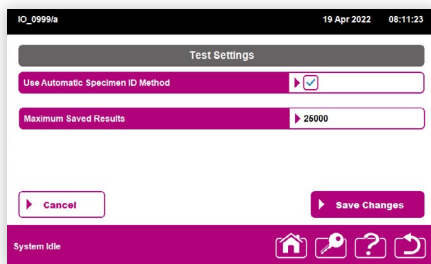 IO_0999/a 19 Apr 2022 08:11:23
Test Settings
Use Automatic Specimen ID Method
Maximum Saved Results 25000
Cancel Save Changes
System Idle ?